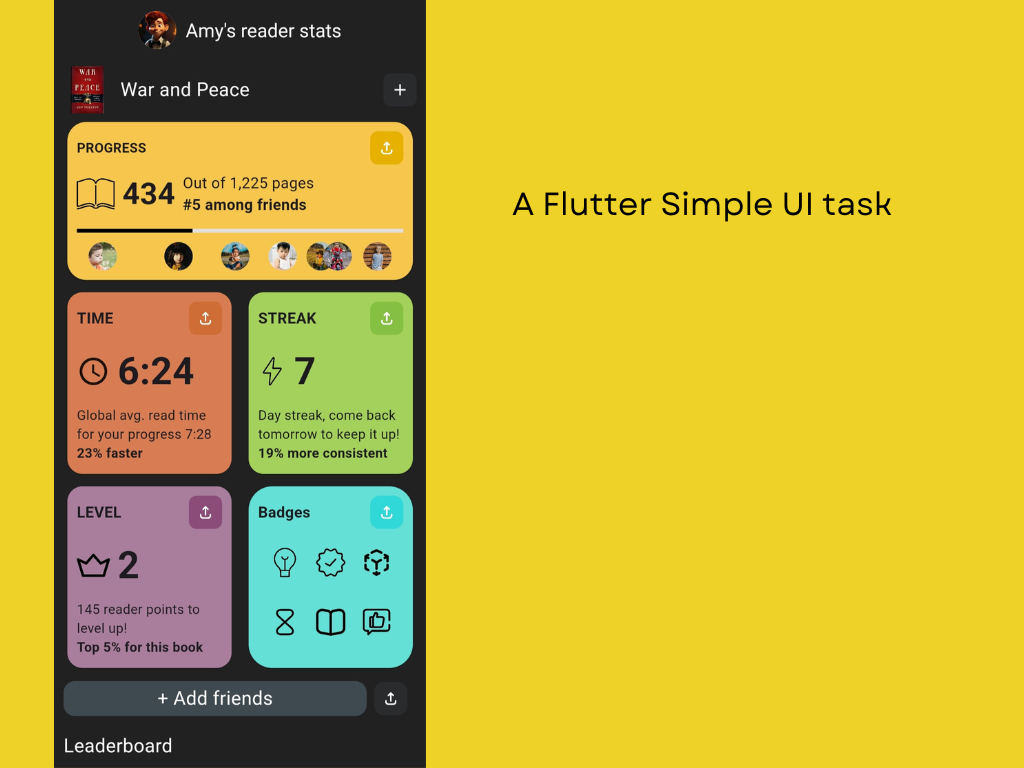 Amy's reader stats
WAR
AND
PEACE
War and Peace
+
PROGRESS
434
Out of 1,225 pages
#5 among friends
TIME
6:24
Global avg. read time
for your progress 7:28
23% faster
STREAK
7
Day streak, come back
tomorrow to keep it up!
19% more consistent
LEVEL
2
145 reader points to
level up!
Top 5% for this book
Badges
+ Add friends
Leaderboard
A Flutter Simple UI task